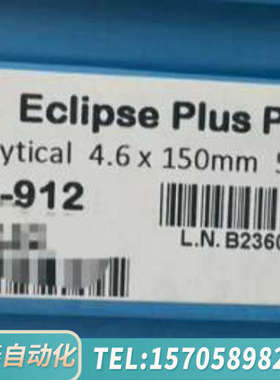 Eclipse Plus P
ytical 4.6 x 150mm 5
-912
L.N. B2360
自动化 TEL:157058982